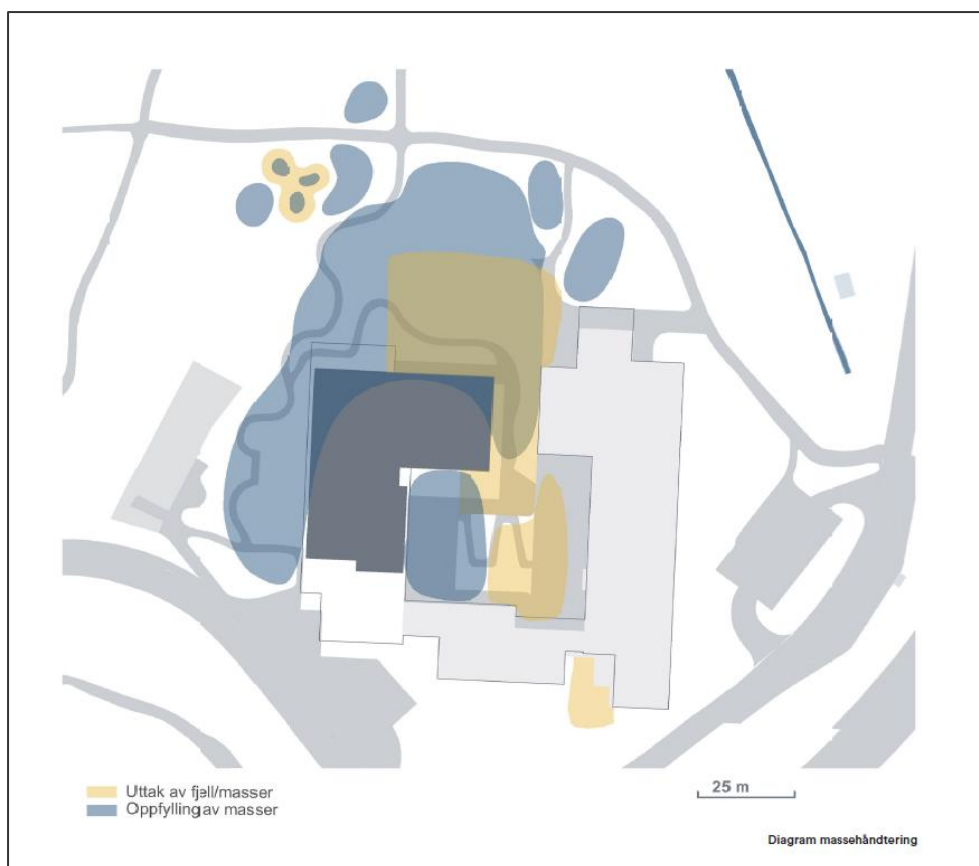 Uttak av fjell/masser
Oppfylling av masser
25 m
Diagram massehåndtering